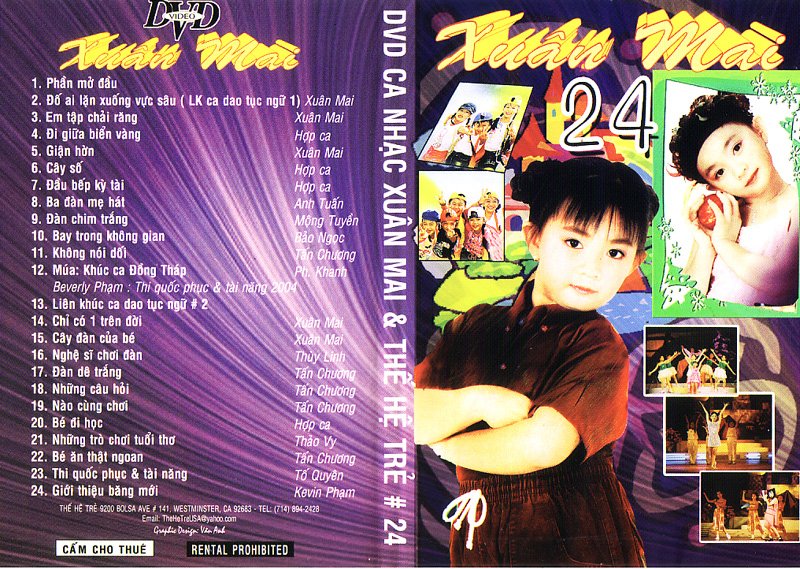 DVD
VIDEO
Xuân Mai
1. Phần mở đầu
2. Đố ai lặn xuống vực sâu ( LK ca dao tục ngữ 1) Xuân Mai
3. Em tập chải răng Xuân Mai
4. Đi giữa biển vàng Hợp ca
5. Giận hờn Xuân Mai
6. Cây số Hợp ca
7. Đầu bếp kỳ tài Hợp ca
8. Ba đàn mẹ hát Anh Tuấn
9. Đàn chim trắng Mộng Tuyền
10. Bay trong không gian Bảo Ngọc
11. Không nói dối Tấn Chương
12. Múa: Khúc ca Đồng Tháp Ph. Khanh
Beverly Phạm : Thi quốc phục & tài năng 2004
13. Liên khúc ca dao tục ngữ # 2
14. Chỉ có 1 trên đời Xuân Mai
15. Cây đàn của bé Xuân Mai
16. Nghệ sĩ chơi đàn Thùy Linh
17. Đàn dê trắng Tấn Chương
18. Những câu hỏi Tấn Chương
19. Nào cùng chơi Tấn Chương
20. Bé đi học Hợp ca
21. Những trò chơi tuổi thơ Thảo Vy
22. Bé ăn thật ngoan Tấn Chương
23. Thi quốc phục & tài năng Tố Quyên
24. Giới thiệu băng mới Kevin Phạm
THẾ HỆ TRẺ 9200 BOLSA AVE # 141, WESTMINSTER, CA 92683 - TEL: (714) 894-2428
Email: TheHeTreUSA@yahoo.com
Graphic Design: Vân Anh
CẤM CHO THUÊ
RENTAL PROHIBITED
DVD CA NHẠC XUÂN MAI & THẾ HỆ TRẺ # 24
Xuân Mai
24